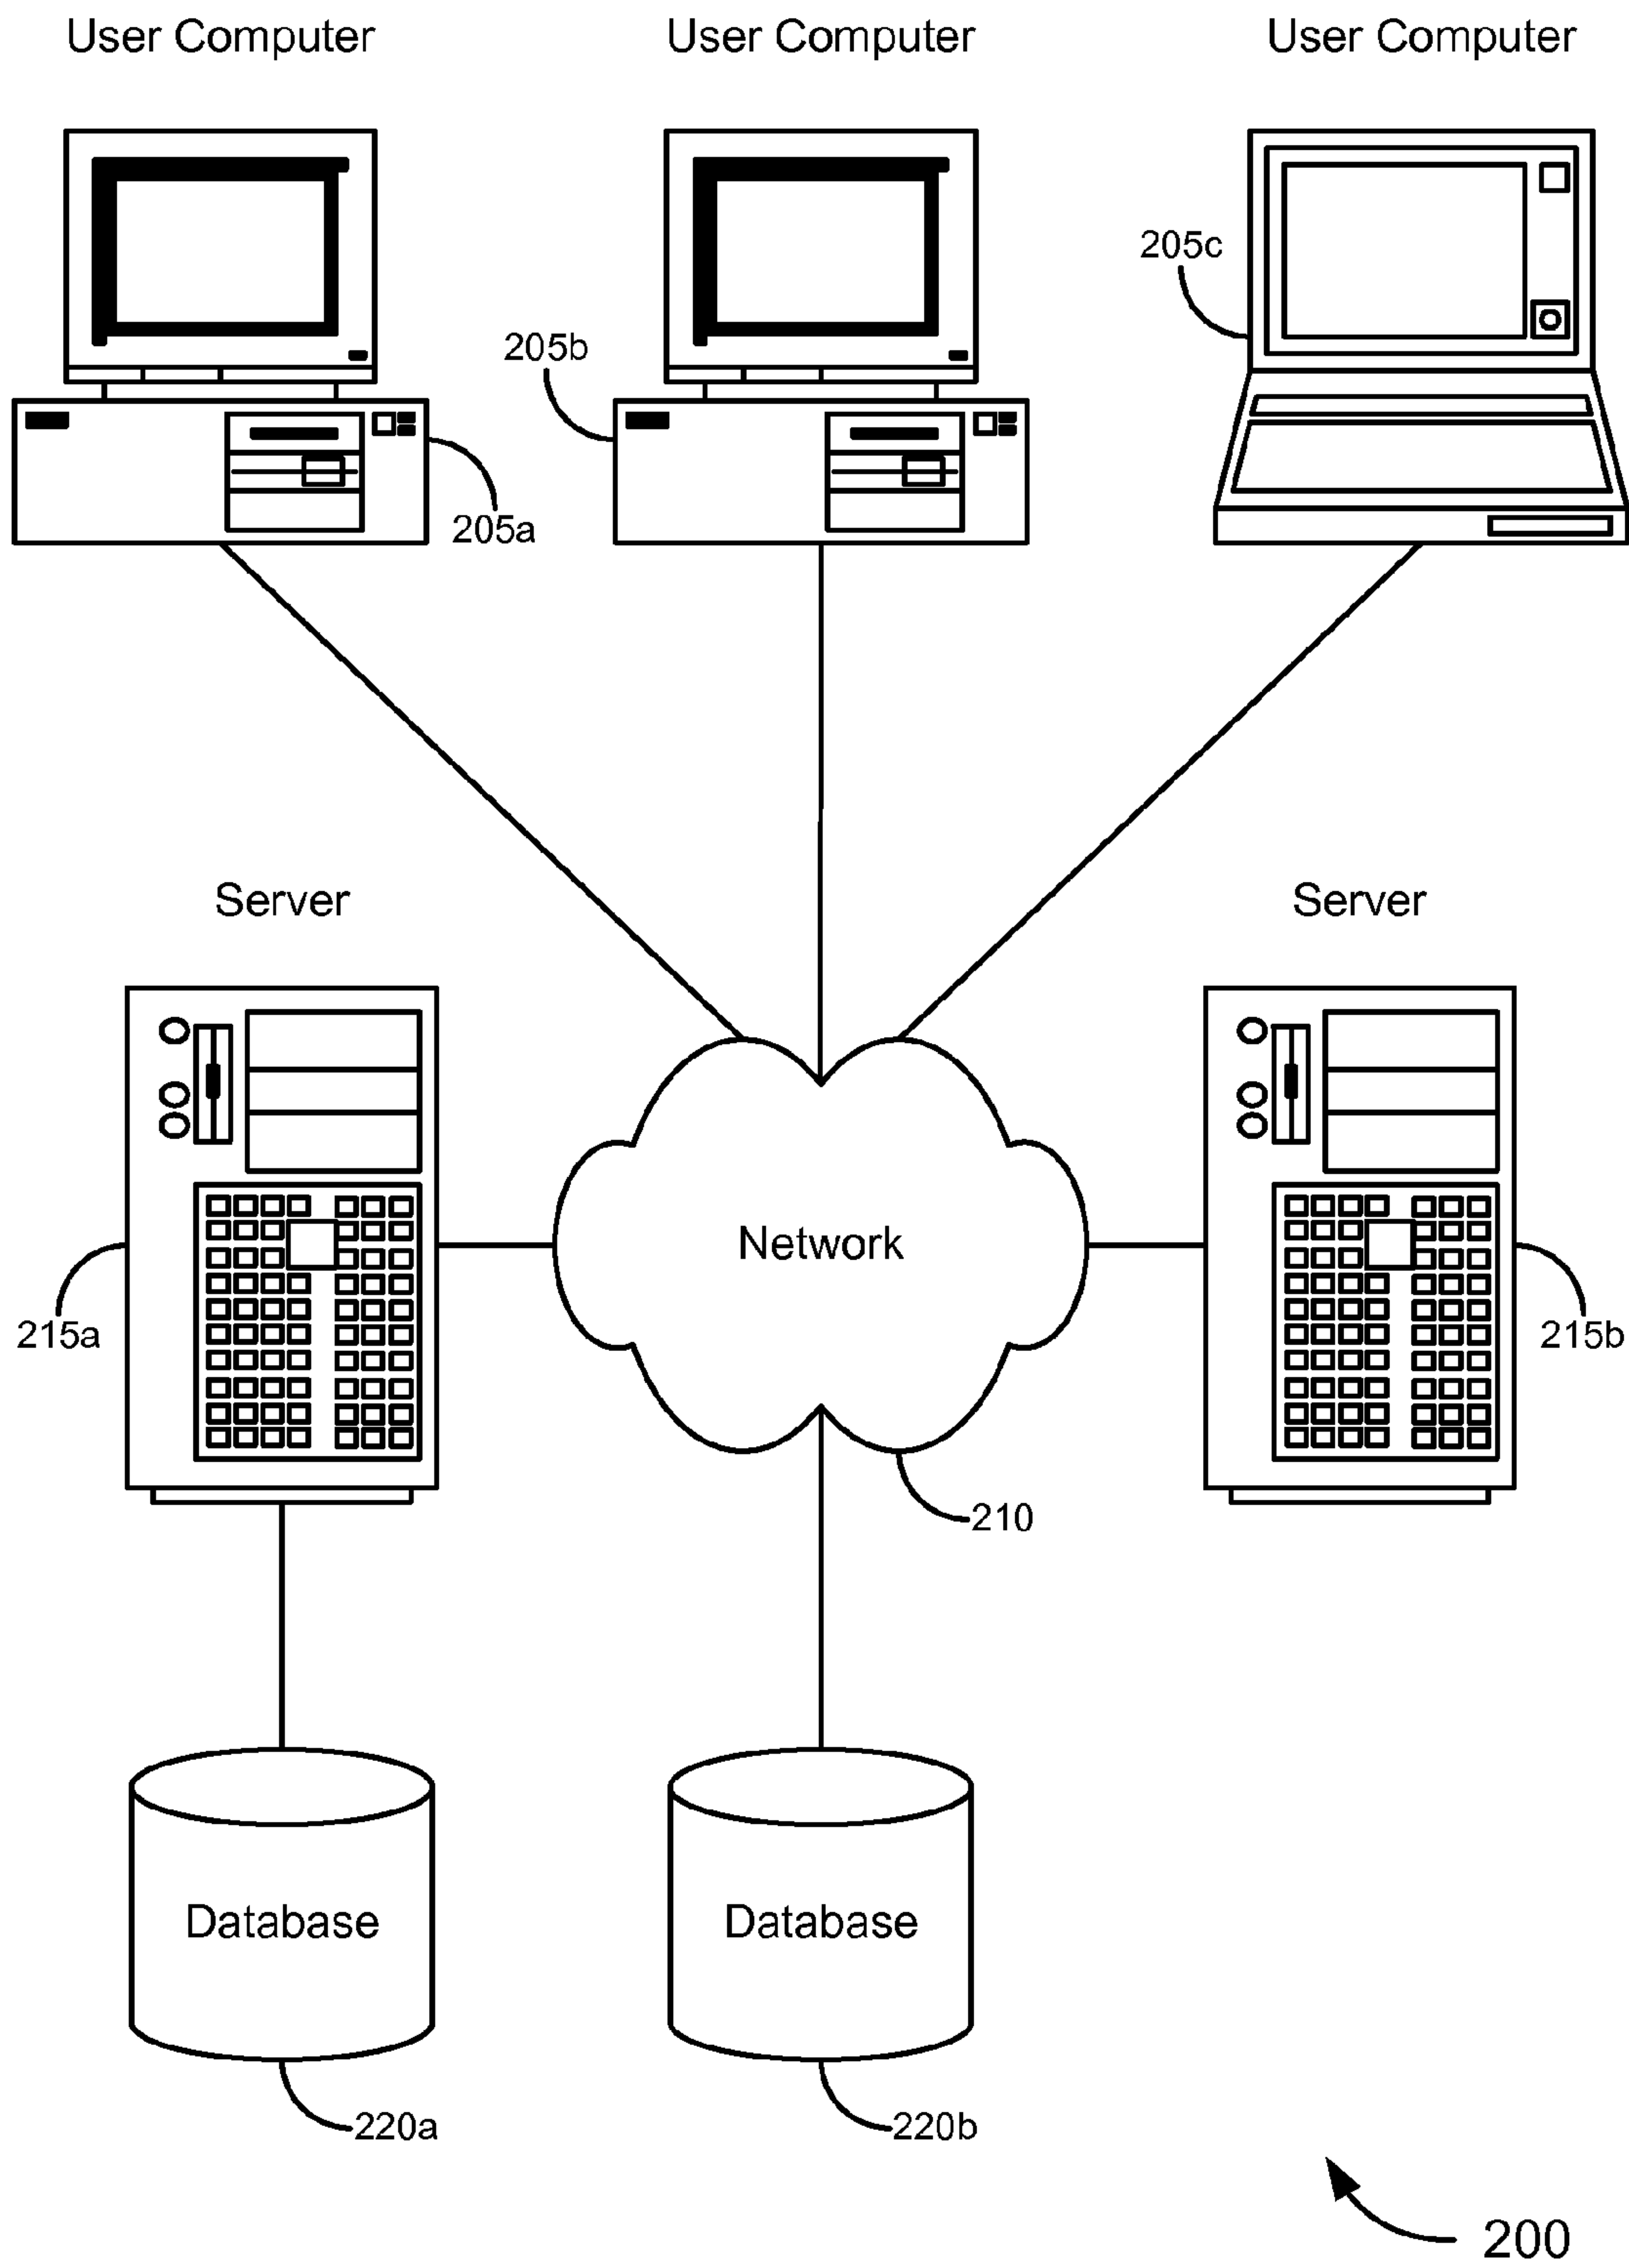 User Computer
User Computer
User Computer
205c
205b
205a
Server
Server
Network
215a
215b
210
Database
Database
220a
220b
200